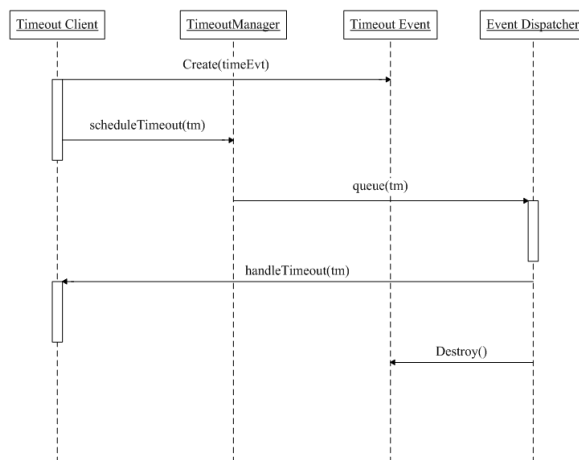 Timeout Client
TimeoutManager
Timeout Event
Event Dispatcher
Create(timeEvt)
scheduleTimeout(tm)
queue(tm)
handleTimeout(tm)
Destroy()